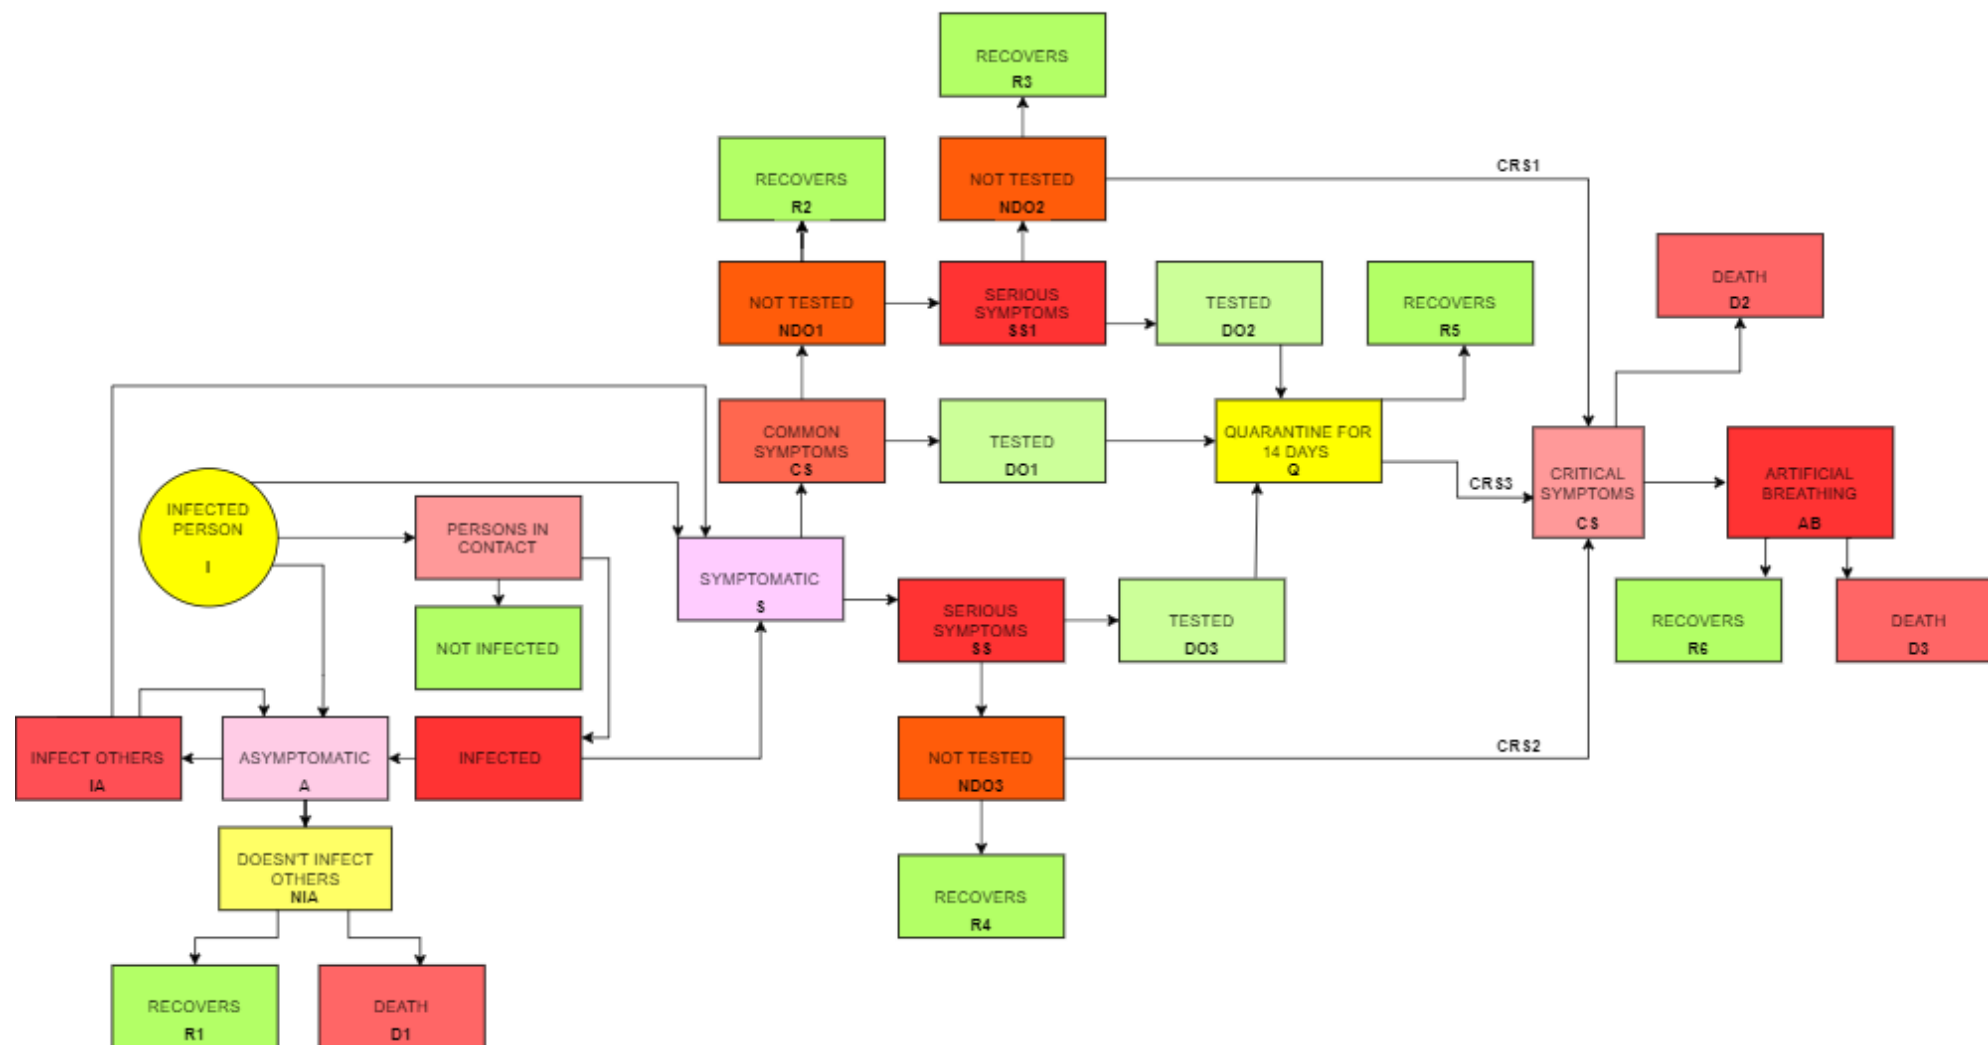 RECOVERS
R3
RECOVERS
R2
NOT TESTED
NDO2
CRS1
NOT TESTED
NDO1
SERIOUS
SYMPTOMS
SS1
TESTED
DO2
RECOVERS
R5
DEATH
D2
COMMON
SYMPTOMS
CS
TESTED
DO1
QUARANTINE FOR
14 DAYS
Q
CRS3
CRITICAL
SYMPTOMS
CS
ARTIFICIAL
BREATHING
AB
INFECTED
PERSON
I
PERSONS IN
CONTACT
SYMPTOMATIC
S
SERIOUS
SYMPTOMS
SS
TESTED
DO3
RECOVERS
R6
DEATH
D3
NOT INFECTED
INFECT OTHERS
IA
ASYMPTOMATIC
A
INFECTED
NOT TESTED
NDO3
CRS2
DOESN'T INFECT
OTHERS
NIA
RECOVERS
R4
RECOVERS
R1
DEATH
D1